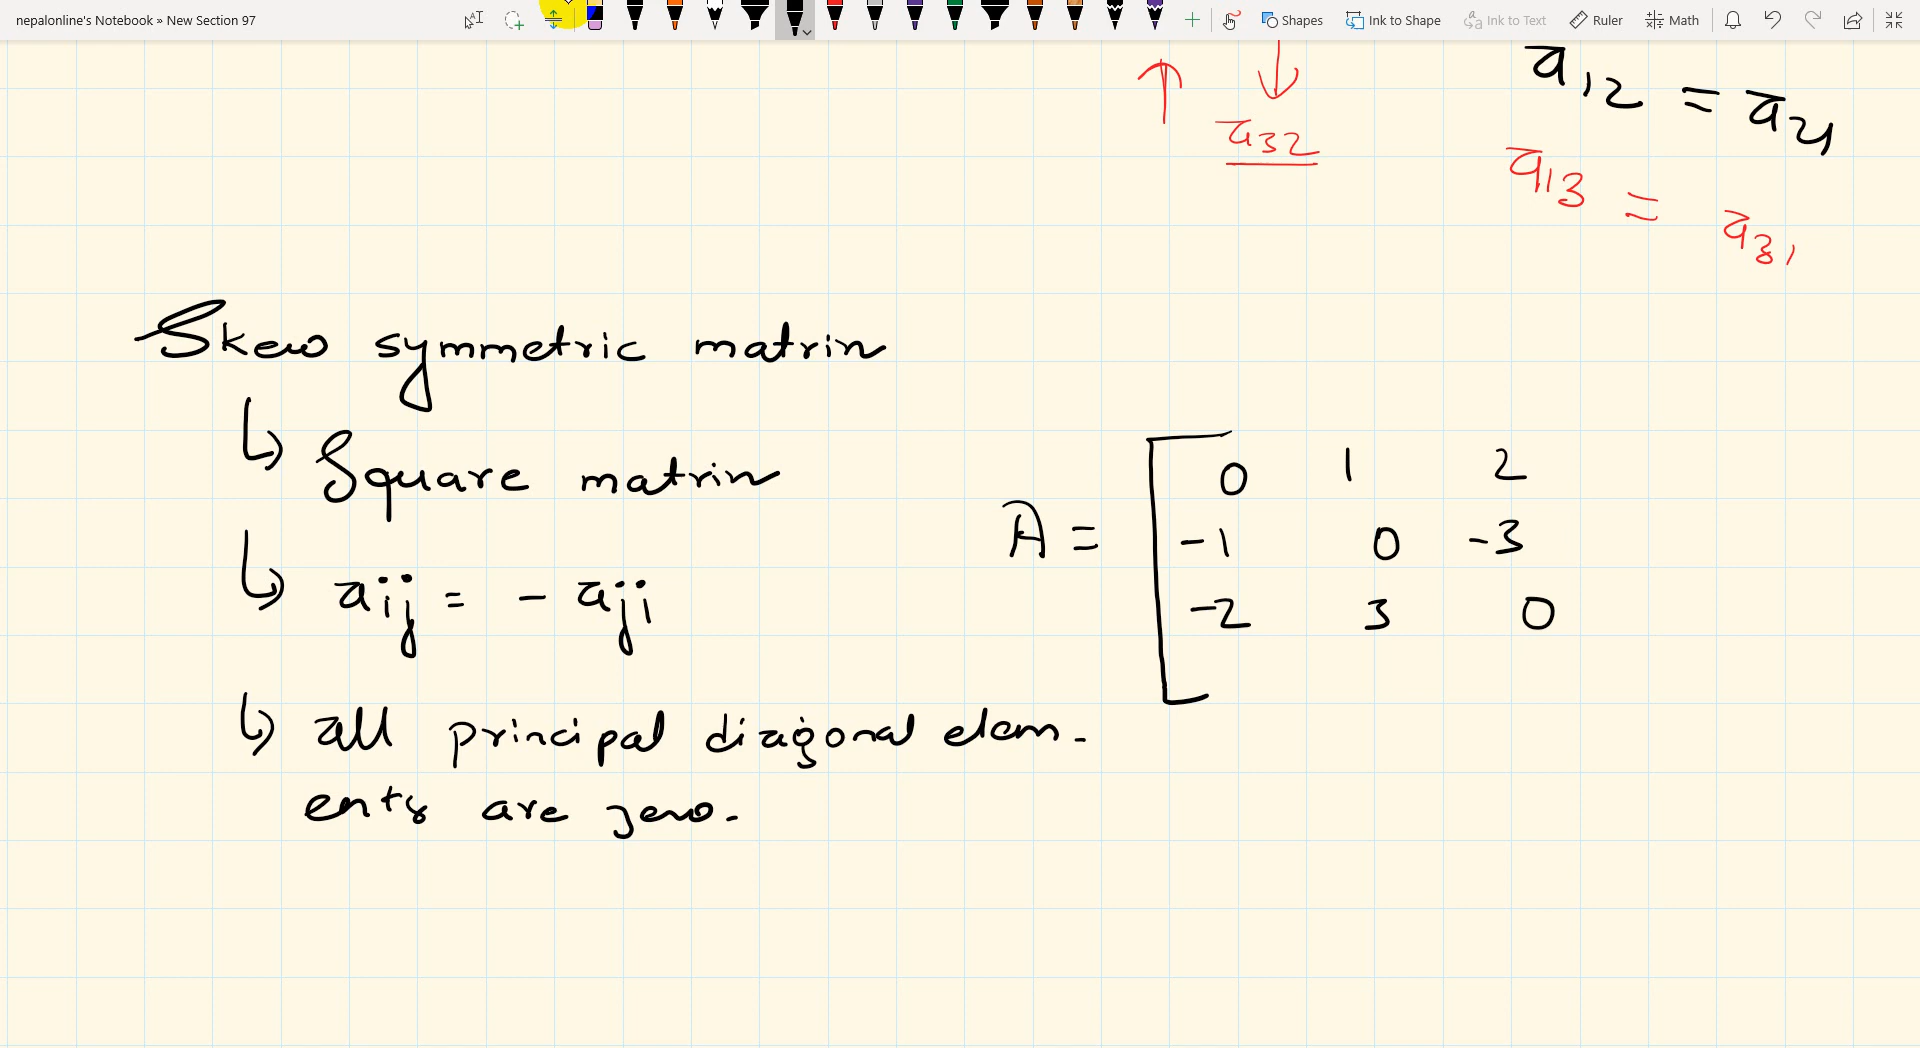 nepalonline's Notebook » New Section 97
Shapes Ink to Shape Ink to Text Ruler Math
a12 = a21
a32
a13 = a31
Skew symmetric matrix
Square matrix
aij = - aji
A = [ 0 1 2
-1 0 -3
-2 3 0
all principal diagonal elem-
ents are zero.